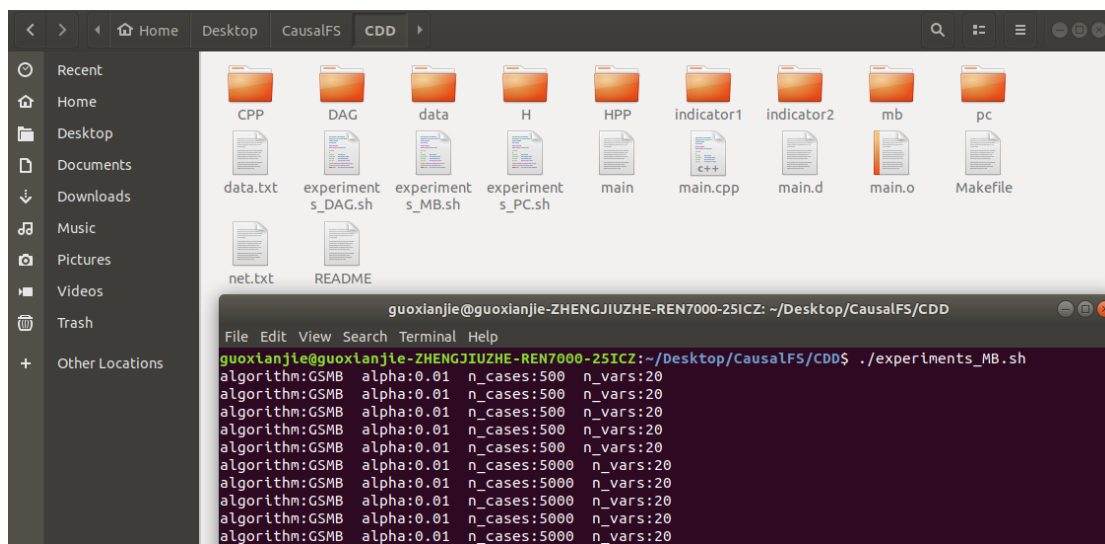 Home Desktop CausalFS CDD
Recent
Home
Desktop
Documents
Downloads
Music
Pictures
Videos
Trash
Other Locations
CPP DAG data H HPP indicator1 indicator2 mb pc
data.txt experiment experiment experiment main main.cpp main.d main.o Makefile
s_DAG.sh s_MB.sh s_PC.sh
c++
net.txt README
guoxianjie@guoxianjie-ZHENGJIUZHE-REN7000-25ICZ: ~/Desktop/CausalFS/CDD
File Edit View Search Terminal Help
guoxianjie@guoxianjie-ZHENGJIUZHE-REN7000-25ICZ:~/Desktop/CausalFS/CDD$ ./experiments_MB.sh
algorithm:GSMB alpha:0.01 n_cases:500 n_vars:20
algorithm:GSMB alpha:0.01 n_cases:500 n_vars:20
algorithm:GSMB alpha:0.01 n_cases:500 n_vars:20
algorithm:GSMB alpha:0.01 n_cases:500 n_vars:20
algorithm:GSMB alpha:0.01 n_cases:500 n_vars:20
algorithm:GSMB alpha:0.01 n_cases:5000 n_vars:20
algorithm:GSMB alpha:0.01 n_cases:5000 n_vars:20
algorithm:GSMB alpha:0.01 n_cases:5000 n_vars:20
algorithm:GSMB alpha:0.01 n_cases:5000 n_vars:20
algorithm:GSMB alpha:0.01 n_cases:5000 n_vars:20